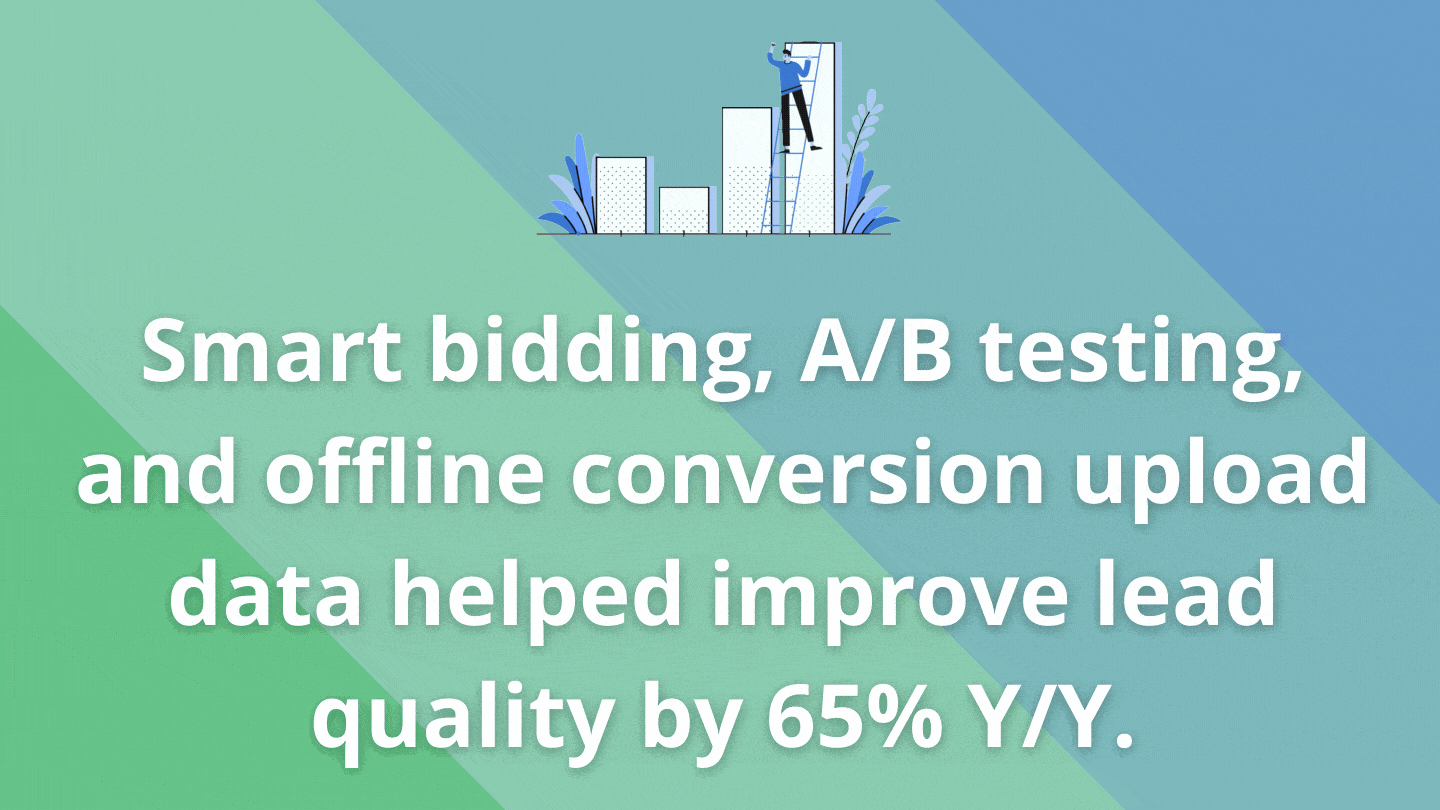 Smart bidding, A/B testing,
and offline conversion upload
data helped improve lead
quality by 65% Y/Y.